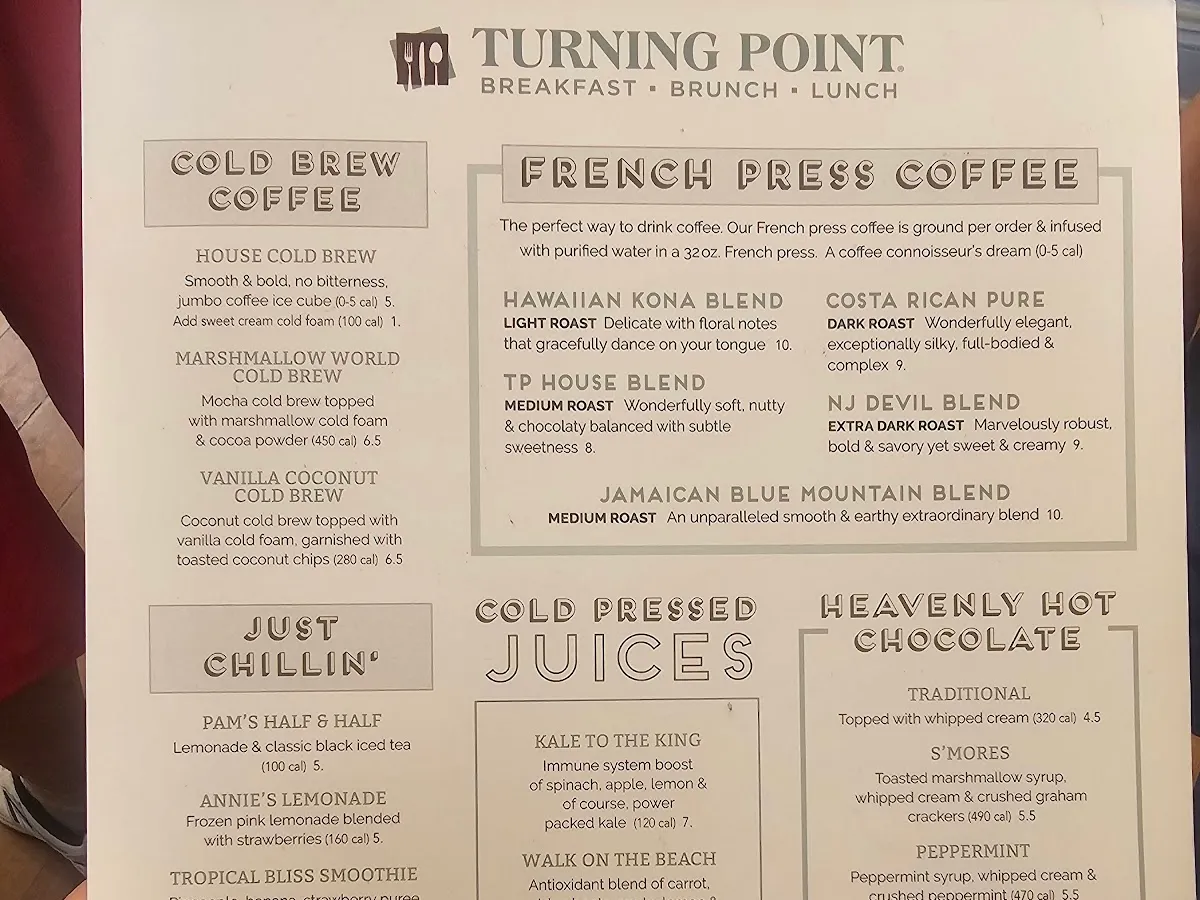 TURNING POINT®
BREAKFAST ▪ BRUNCH ▪ LUNCH
COLD BREW
COFFEE
HOUSE COLD BREW
Smooth & bold, no bitterness,
jumbo coffee ice cube (0-5 cal) 5.
Add sweet cream cold foam (100 cal) 1.
MARSHMALLOW WORLD
COLD BREW
Mocha cold brew topped
with marshmallow cold foam
& cocoa powder (450 cal) 6.5
VANILLA COCONUT
COLD BREW
Coconut cold brew topped with
vanilla cold foam, garnished with
toasted coconut chips (280 cal) 6.5
FRENCH PRESS COFFEE
The perfect way to drink coffee. Our French press coffee is ground per order & infused
with purified water in a 32oz. French press. A coffee connoisseur's dream (0-5 cal)
HAWAIIAN KONA BLEND
LIGHT ROAST Delicate with floral notes
that gracefully dance on your tongue 10.
TP HOUSE BLEND
MEDIUM ROAST Wonderfully soft, nutty
& chocolaty balanced with subtle
sweetness 8.
COSTA RICAN PURE
DARK ROAST Wonderfully elegant,
exceptionally silky, full-bodied &
complex 9.
NJ DEVIL BLEND
EXTRA DARK ROAST Marvelously robust,
bold & savory yet sweet & creamy 9.
JAMAICAN BLUE MOUNTAIN BLEND
MEDIUM ROAST An unparalleled smooth & earthy extraordinary blend 10.
JUST
CHILLIN'
PAM'S HALF & HALF
Lemonade & classic black iced tea
(100 cal) 5.
ANNIE'S LEMONADE
Frozen pink lemonade blended
with strawberries (160 cal) 5.
TROPICAL BLISS SMOOTHIE
Pineapple, banana, strawberry puree
COLD PRESSED
JUICES
KALE TO THE KING
Immune system boost
of spinach, apple, lemon &
of course, power
packed kale (120 cal) 7.
WALK ON THE BEACH
Antioxidant blend of carrot,
HEAVENLY HOT
CHOCOLATE
TRADITIONAL
Topped with whipped cream (320 cal) 4.5
S'MORES
Toasted marshmallow syrup,
whipped cream & crushed graham
crackers (490 cal) 5.5
PEPPERMINT
Peppermint syrup, whipped cream &
crushed peppermint (470 cal) 5.5